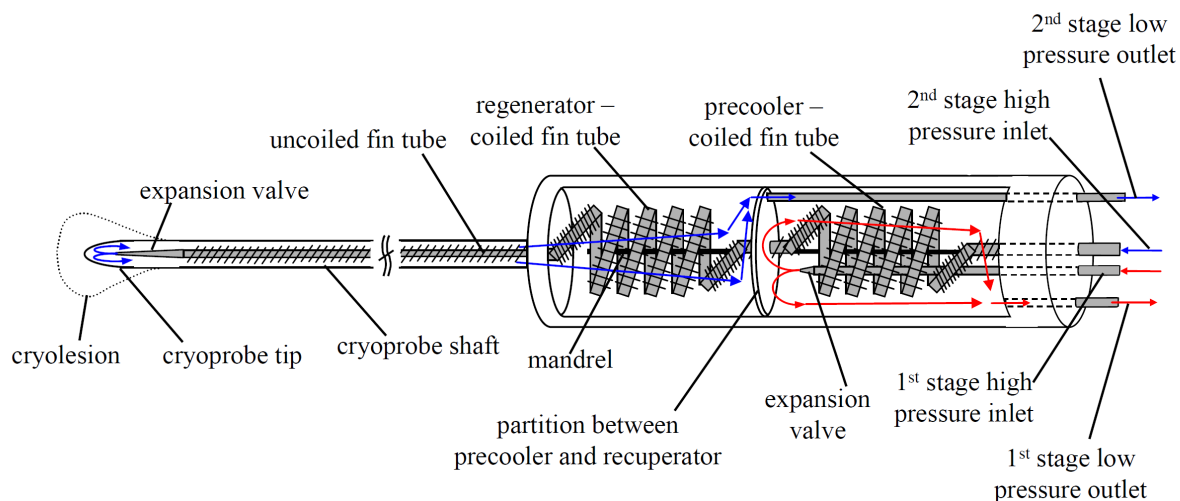 2nd stage low
pressure outlet
2nd stage high
pressure inlet
regenerator –
coiled fin tube
precooler –
coiled fin tube
uncoiled fin tube
expansion valve
cryolesion
cryoprobe tip
cryoprobe shaft
mandrel
partition between
precooler and recuperator
expansion
valve
1st stage high
pressure inlet
1st stage low
pressure outlet